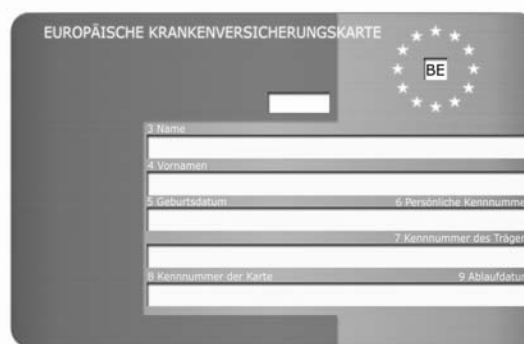 EUROPÄISCHE KRANKENVERSICHERUNGSKARTE
BE
3 Name
4 Vornamen
5 Geburtsdatum 6 Persönliche Kennnumme
7 Kennnummer des Träger
8 Kennnummer der Karte 9 Ablaufdatu